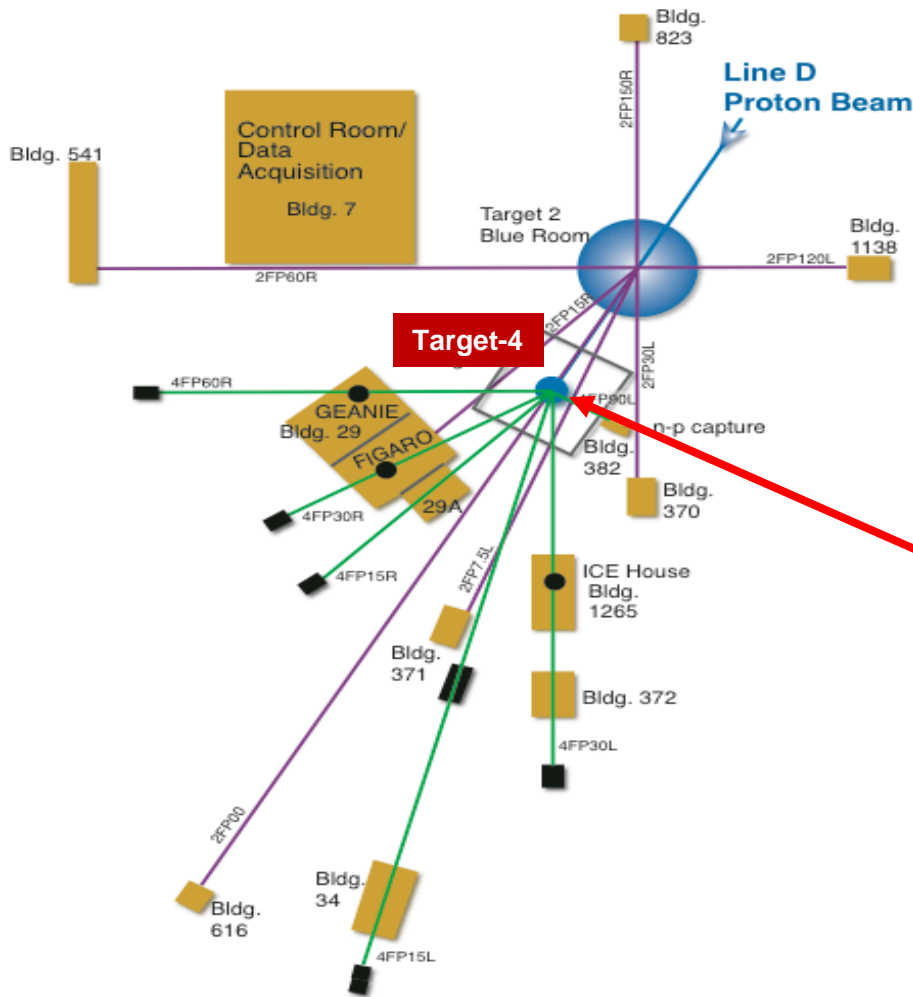 Bldg.
823
Line D
Proton Beam
2FP150R
Control Room/
Data
Acquisition
Bldg. 7
Bldg. 541
Target 2
Blue Room
Bldg.
1138
2FP120L
2FP60R
2FP15R
Target-4
2FP30L
4FP60R
4FP90L
GEANIE
Bldg. 29
FIGARO
n-p capture
Bldg.
382
Bldg.
370
29A
4FP30R
4FP15R
2FP7.5L
ICE House
Bldg.
1265
Bldg.
371
Bldg. 372
4FP30L
2FP00
Bldg.
34
Bldg.
616
4FP15L